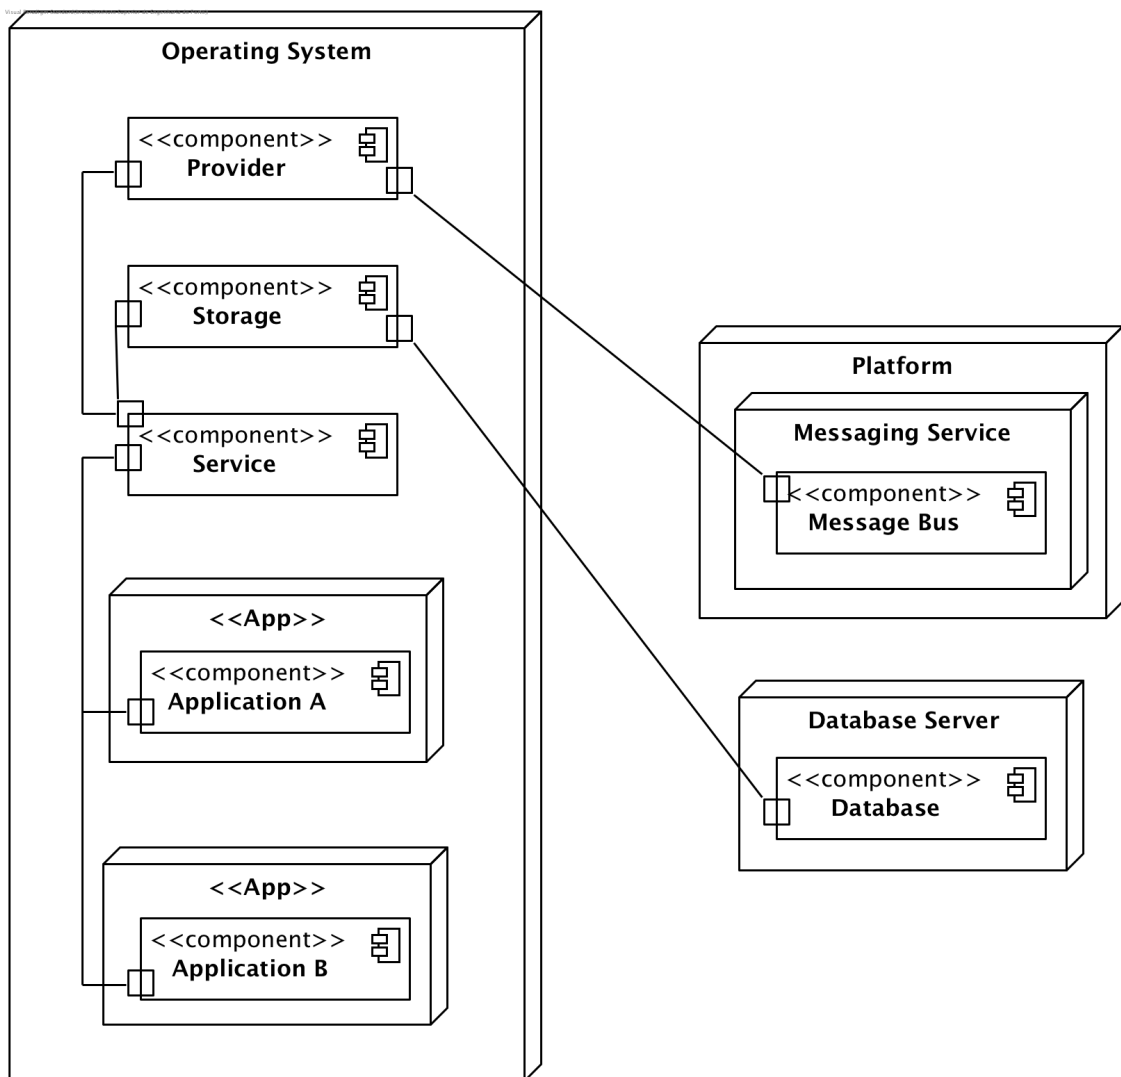 Operating System
<<component>>
Provider
<<component>>
Storage
<<component>>
Service
<<App>>
<<component>>
Application A
<<App>>
<<component>>
Application B
Platform
Messaging Service
<<component>>
Message Bus
Database Server
<<component>>
Database